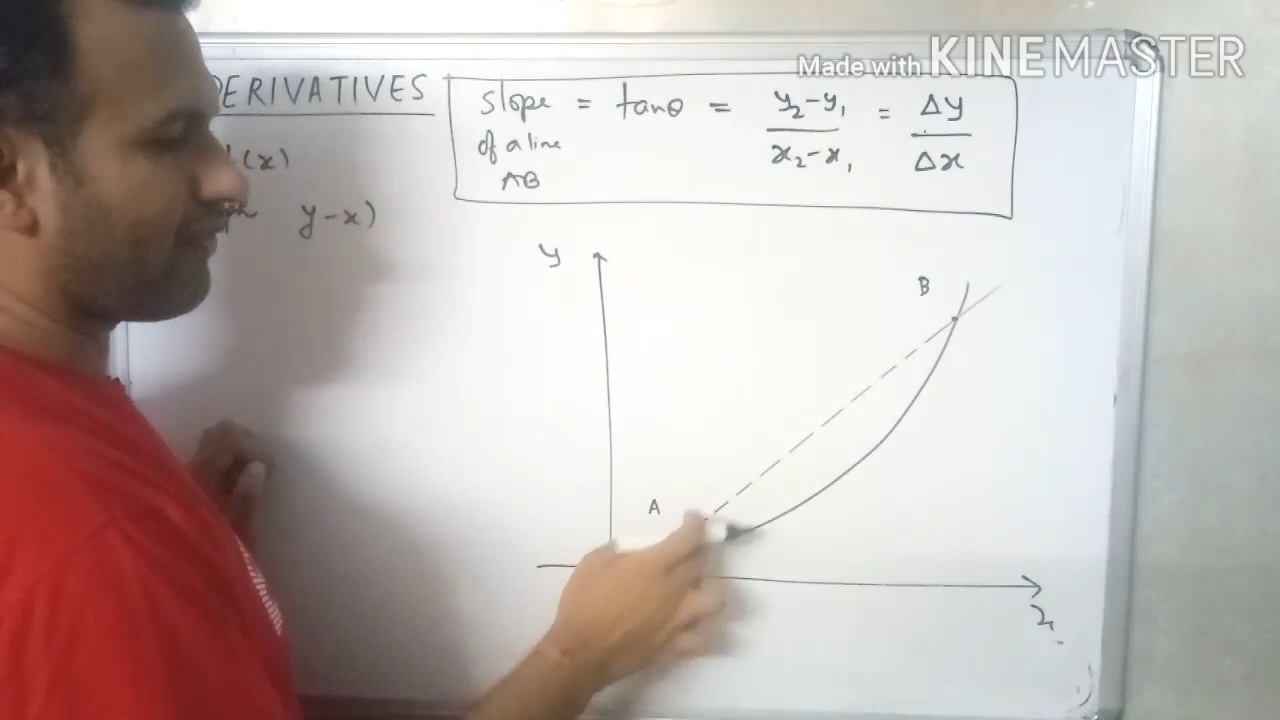 Made with KINEMASTER
DERIVATIVES
slope = tanθ = y₂-y₁ / x₂-x₁ = Δy / Δx
of a line
AB
(x)
y-x)
y
B
A
x